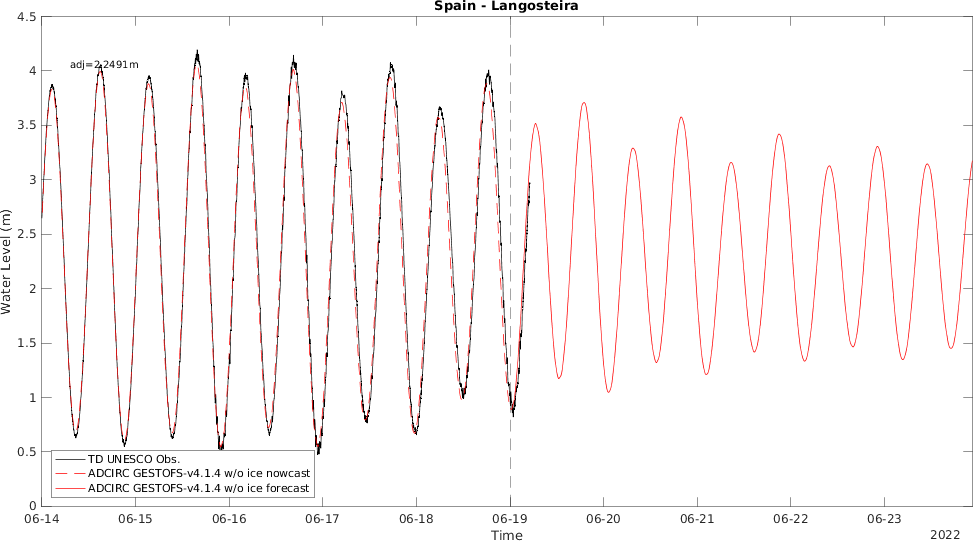 Spain - Langosteira
4.5
4
3.5
3
2.5
2
1.5
1
0.5
0
Water Level (m)
adj=2.2491m
TD UNESCO Obs.
ADCIRC GESTOFS-v4.1.4 w/o ice nowcast
ADCIRC GESTOFS-v4.1.4 w/o ice forecast
06-14 06-15 06-16 06-17 06-18 06-19 06-20 06-21 06-22 06-23
Time
2022